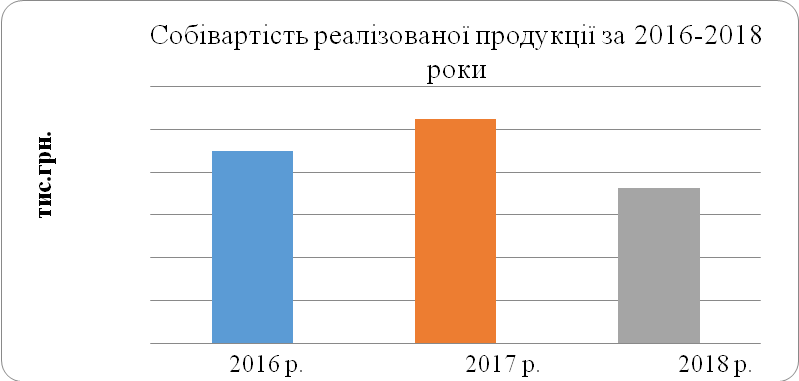 Собівартість реалізованої продукції за 2016-2018
роки
тис.грн.
2016 р.
2017 р.
2018 р.